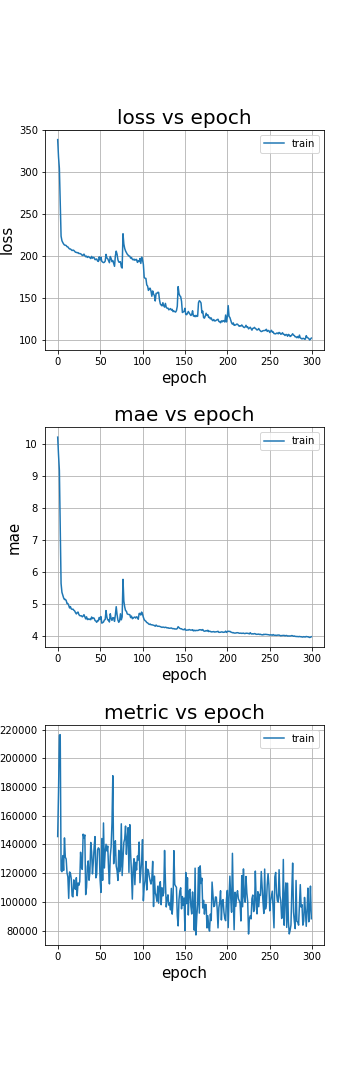 loss vs epoch
350
300
250
200
150
100
loss
train
0 50 100 150 200 250 300
epoch
mae vs epoch
10
9
8
7
6
5
4
mae
train
0 50 100 150 200 250 300
epoch
metric vs epoch
220000
200000
180000
160000
140000
120000
100000
80000
train
0 50 100 150 200 250 300
epoch